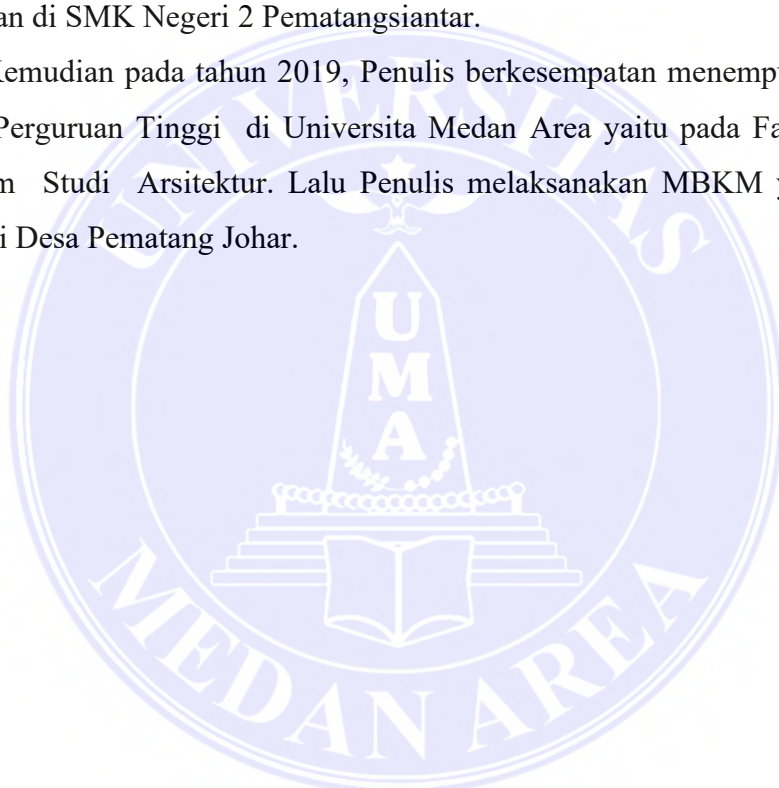 an di SMK Negeri 2 Pematangsiantar.
Kemudian pada tahun 2019, Penulis berkesempatan menemp
Perguruan Tinggi di Universita Medan Area yaitu pada Fa
m Studi Arsitektur. Lalu Penulis melaksanakan MBKM y
i Desa Pematang Johar.
UNIVERSITAS
U
M
A
MEDAN AREA